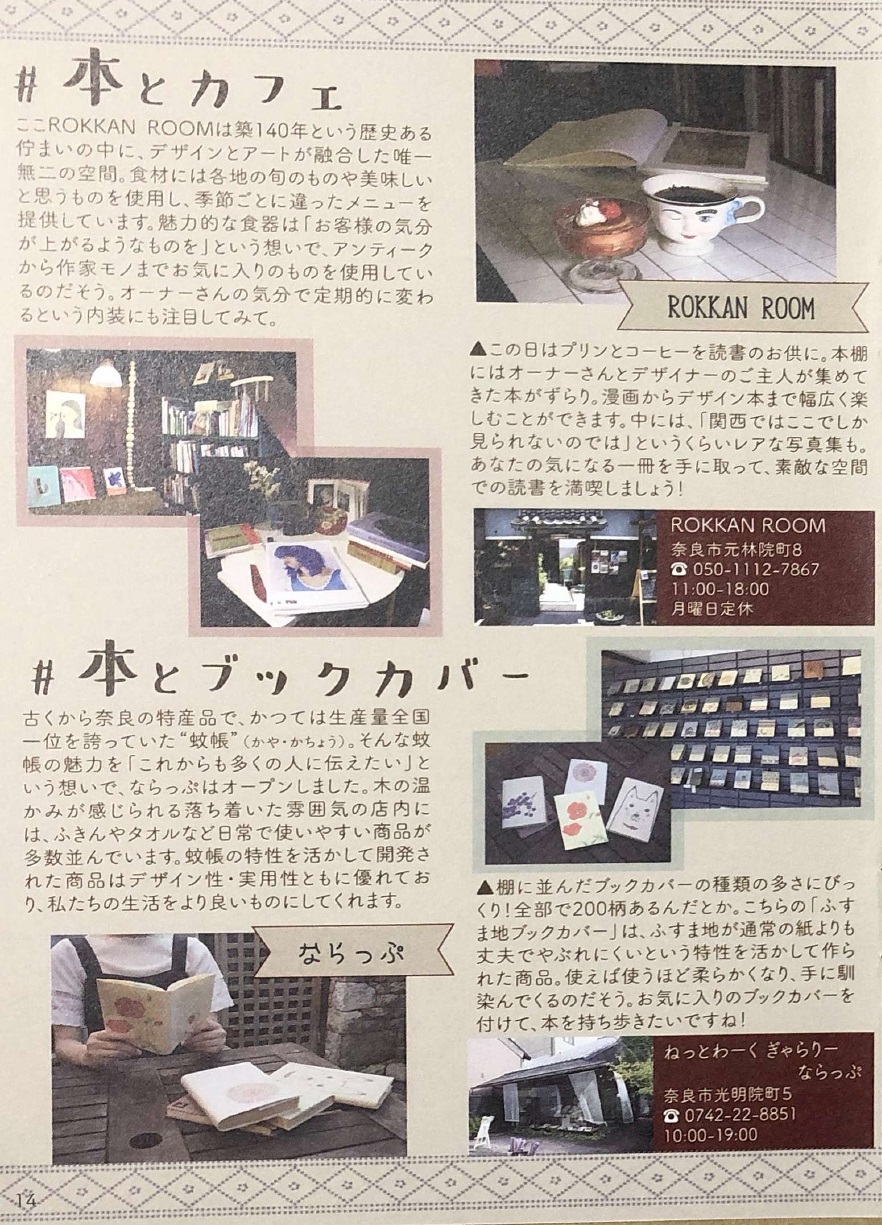 # 本とカフェ
ここROKKAN ROOMは築140年という歴史ある
佇まいの中に、デザインとアートが融合した唯一
無二の空間。食材には各地の旬のものや美味しい
と思うものを使用し、季節ごとに違ったメニューを
提供しています。魅力的な食器は「お客様の気分
が上がるようなものを」という想いで、アンティーク
から作家モノまでお気に入りのものを使用してい
るのだそう。オーナーさんの気分で定期的に変わ
るという内装にも注目してみて。
ROKKAN ROOM
▲この日はプリンとコーヒーを読書のお供に。本棚
にはオーナーさんとデザイナーのご主人が集めて
きた本がずらり。漫画からデザイン本まで幅広く楽
しむことができます。中には、「関西ではここでしか
見られないのでは」というくらいレアな写真集も。
あなたの気になる一冊を手に取って、素敵な空間
での読書を満喫しましょう!
ROKKAN ROOM
奈良市元林院町8
☎ 050-1112-7867
11:00-18:00
月曜日定休
# 本とブックカバー
古くから奈良の特産品で、かつては生産量全国
一位を誇っていた“蚊帳”(かや・かちょう)。そんな蚊
帳の魅力を「これからも多くの人に伝えたい」と
いう想いで、ならっぷはオープンしました。木の温
かみが感じられる落ち着いた雰囲気の店内に
は、ふきんやタオルなど日常で使いやすい商品が
多数並んでいます。蚊帳の特性を活かして開発さ
れた商品はデザイン性・実用性ともに優れてお
り、私たちの生活をより良いものにしてくれます。
ならっぷ
▲棚に並んだブックカバーの種類の多さにびっ
くり!全部で200柄あるんだとか。こちらの「ふす
ま地ブックカバー」は、ふすま地が通常の紙よりも
丈夫でやぶれにくいという特性を活かして作ら
れた商品。使えば使うほど柔らかくなり、手に馴
染んでくるのだそう。お気に入りのブックカバーを
付けて、本を持ち歩きたいですね!
ねっとわーく ぎゃらりー
ならっぷ
奈良市光明院町5
☎ 0742-22-8851
10:00-19:00
14